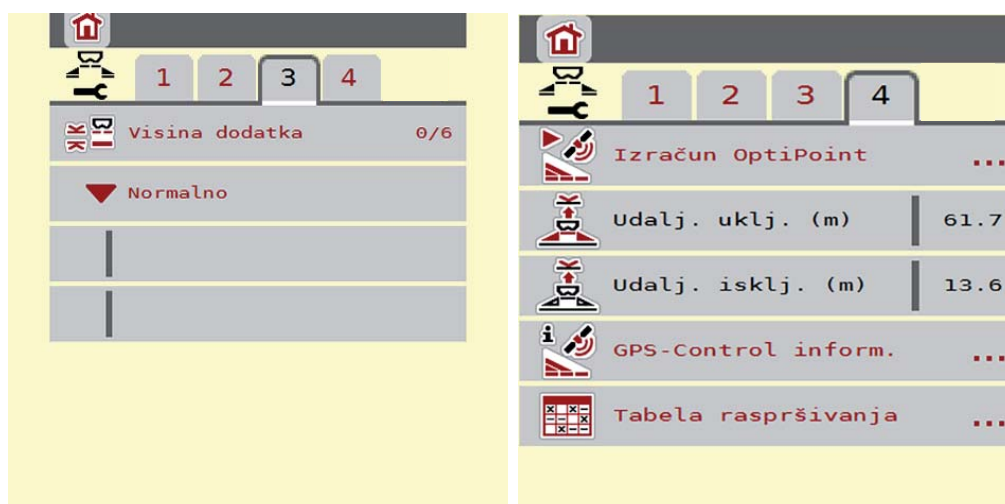 1 2 3 4
Visina dodatka 0/6
Normalno
1 2 3 4
Izračun OptiPoint ...
Udalj. uklj. (m) 61.7
Udalj. isklj. (m) 13.6
i GPS-Control inform. ...
Tabela raspršivanja ...